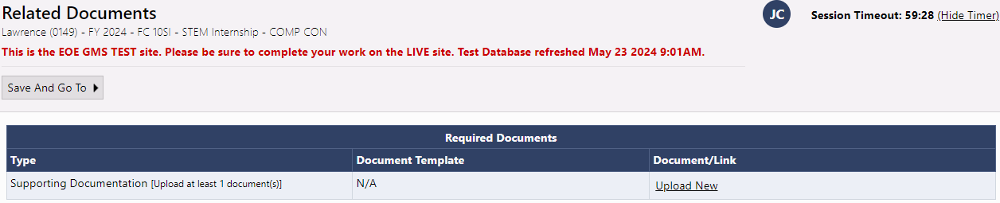 Related Documents
JC
Session Timeout: 59:28 (Hide Timer)
Lawrence (0149) - FY 2024 - FC 10SI - STEM Internship - COMP CON
This is the EOE GMS TEST site. Please be sure to complete your work on the LIVE site. Test Database refreshed May 23 2024 9:01AM.
Save And Go To
Required Documents
Type Document Template Document/Link
Supporting Documentation [Upload at least 1 document(s)] N/A Upload New